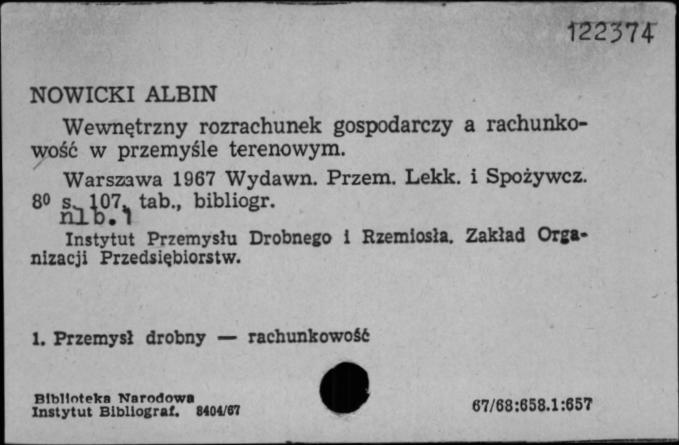 122374
NOWICKI ALBIN
Wewnętrzny rozrachunek gospodarczy a rachunko-
wość w przemyśle terenowym.
Warszawa 1967 Wydawn. Przem. Lekk. i Spożywcz.
8⁰ s. 107, tab., bibliogr.
nlb. 1
Instytut Przemysłu Drobnego i Rzemiosła. Zakład Orga-
nizacji Przedsiębiorstw.
1. Przemysł drobny — rachunkowość
Biblioteka Narodowa
Instytut Bibliograf. 8404/67
67/68:658.1:657